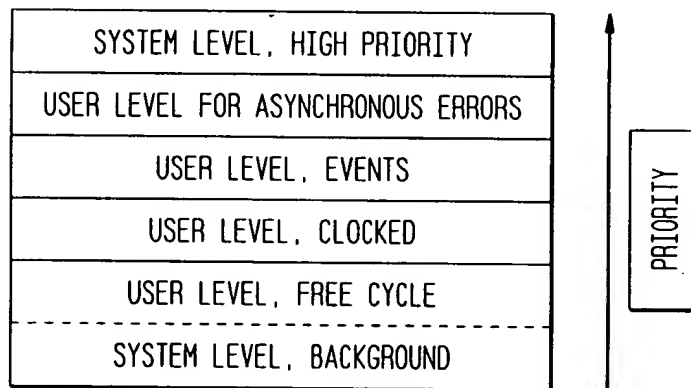 SYSTEM LEVEL, HIGH PRIORITY
USER LEVEL FOR ASYNCHRONOUS ERRORS
USER LEVEL, EVENTS
USER LEVEL, CLOCKED
USER LEVEL, FREE CYCLE
SYSTEM LEVEL, BACKGROUND
PRIORITY